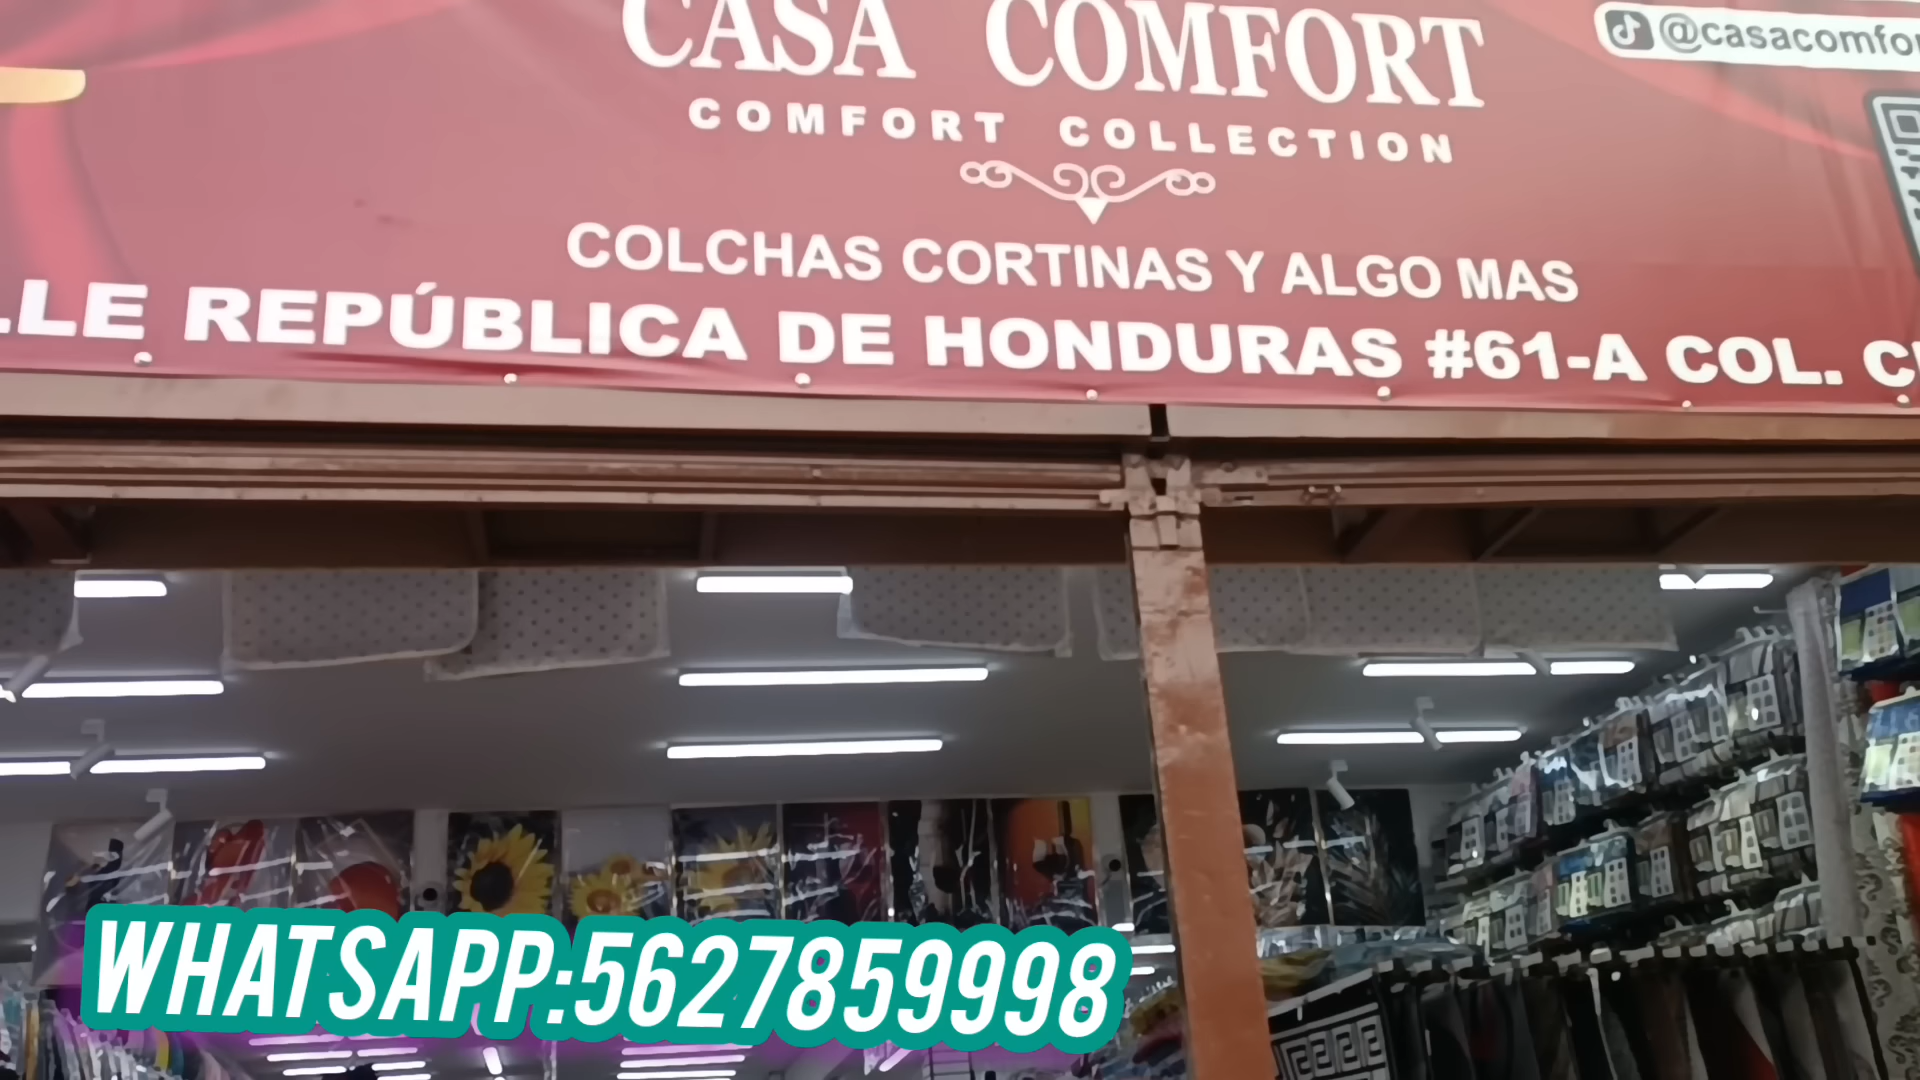 CASA COMFORT
@casacomfor
COMFORT COLLECTION
COLCHAS CORTINAS Y ALGO MAS
LLE REPÚBLICA DE HONDURAS #61-A COL. C
WHATSAPP:5627859998